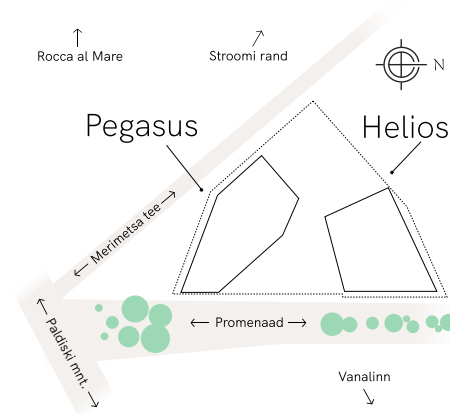 Rocca al Mare
Stroomi rand
N
Pegasus
Helios
Merimetsa tee
Promenaad
Paldiski mnt.
Vanalinn